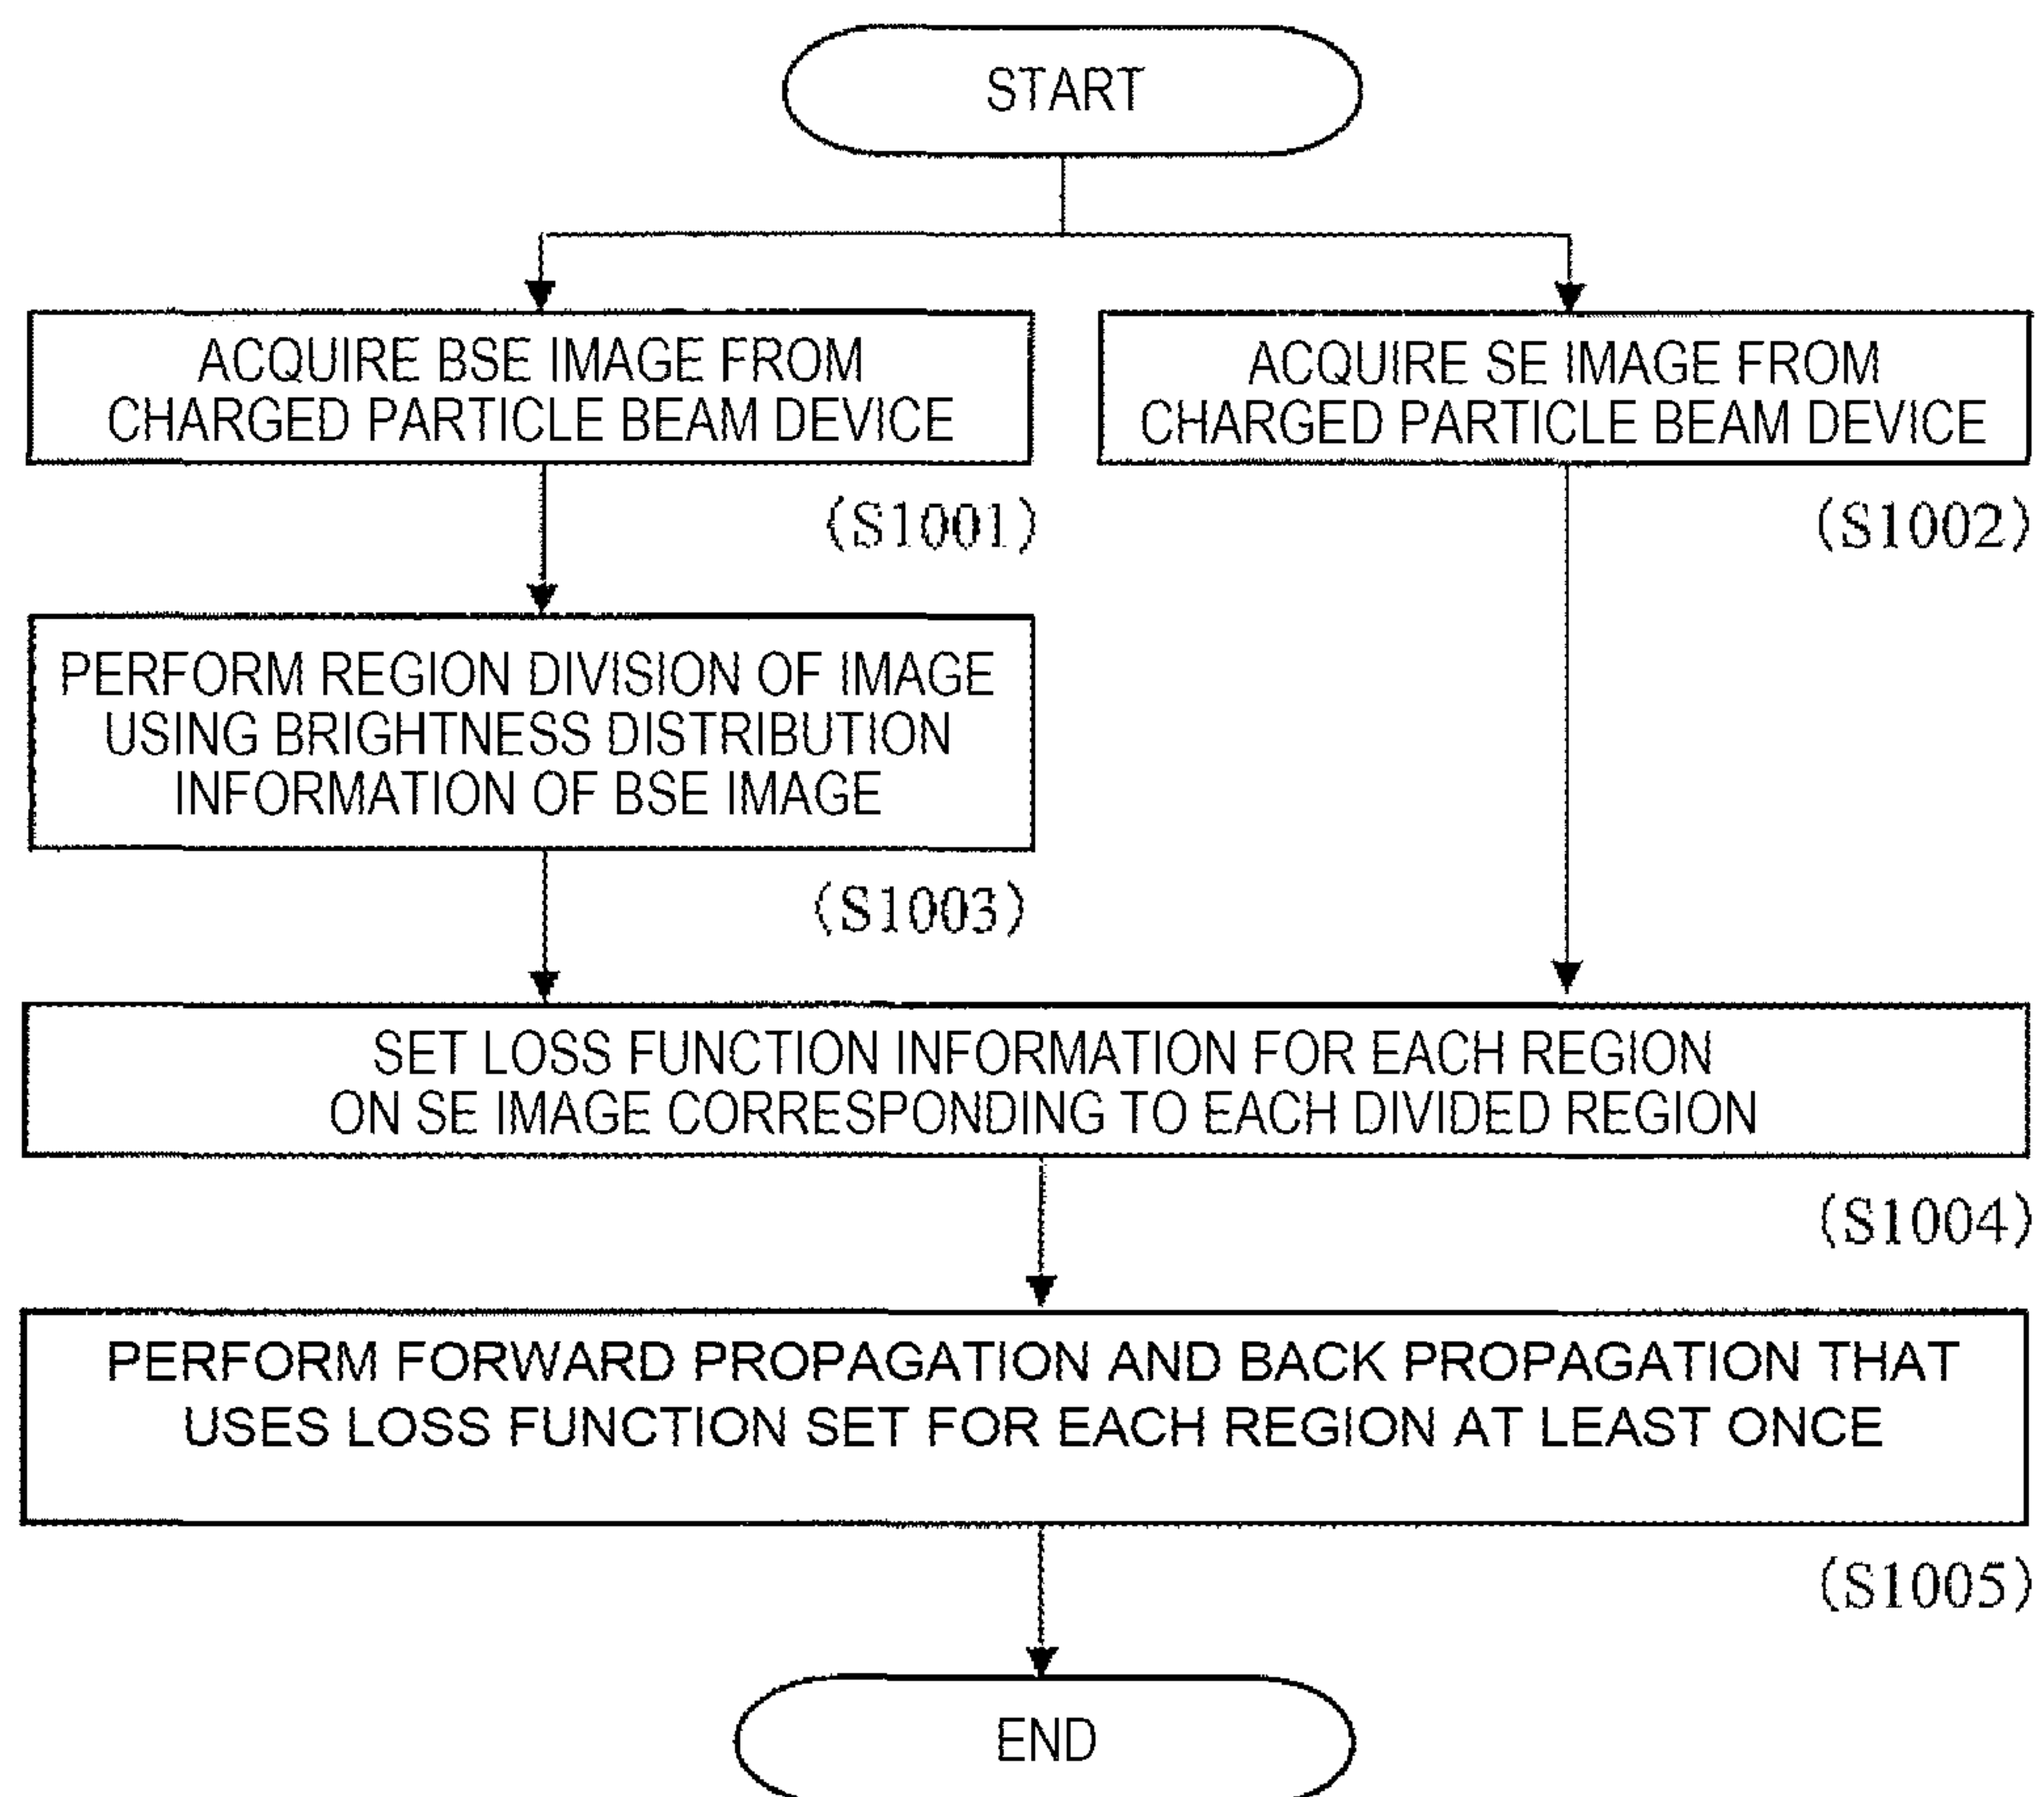 START
ACQUIRE BSE IMAGE FROM
CHARGED PARTICLE BEAM DEVICE
(S1001)
ACQUIRE SE IMAGE FROM
CHARGED PARTICLE BEAM DEVICE
(S1002)
PERFORM REGION DIVISION OF IMAGE
USING BRIGHTNESS DISTRIBUTION
INFORMATION OF BSE IMAGE
(S1003)
SET LOSS FUNCTION INFORMATION FOR EACH REGION
ON SE IMAGE CORRESPONDING TO EACH DIVIDED REGION
(S1004)
PERFORM FORWARD PROPAGATION AND BACK PROPAGATION THAT
USES LOSS FUNCTION SET FOR EACH REGION AT LEAST ONCE
(S1005)
END